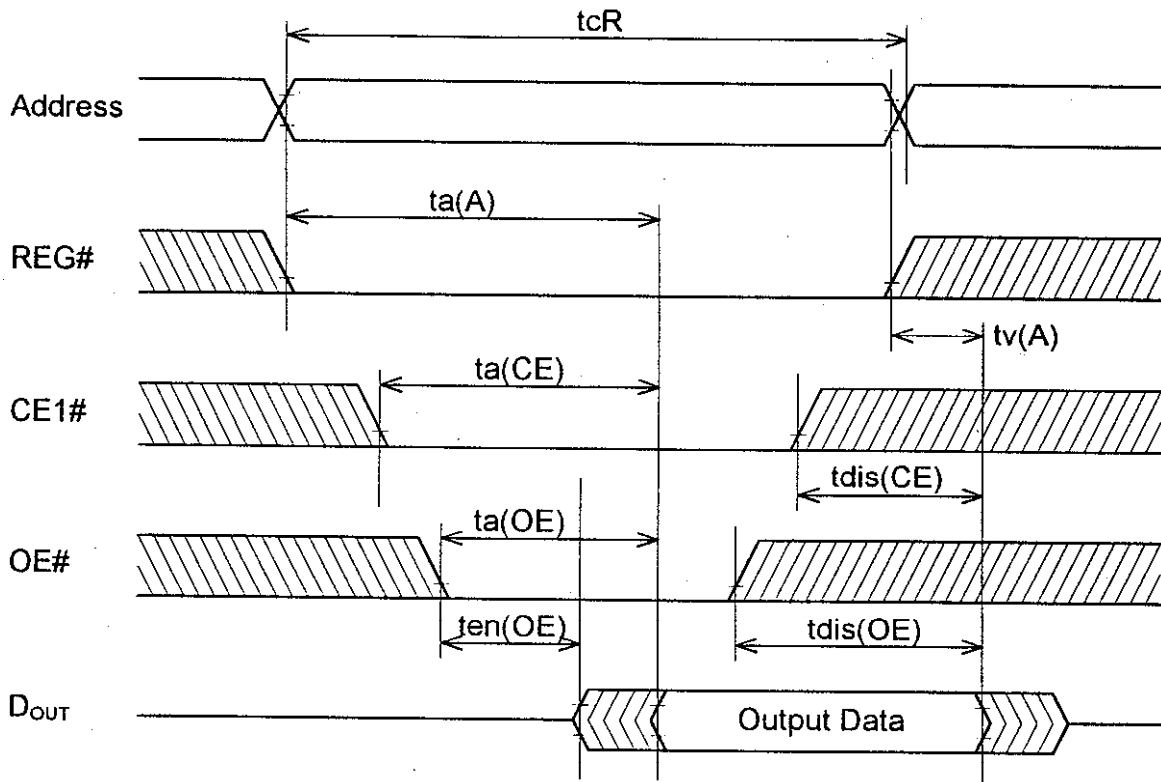 tcR
Address
ta(A)
REG#
tv(A)
ta(CE)
CE1#
tdis(CE)
ta(OE)
OE#
ten(OE)
tdis(OE)
DOUT
Output Data